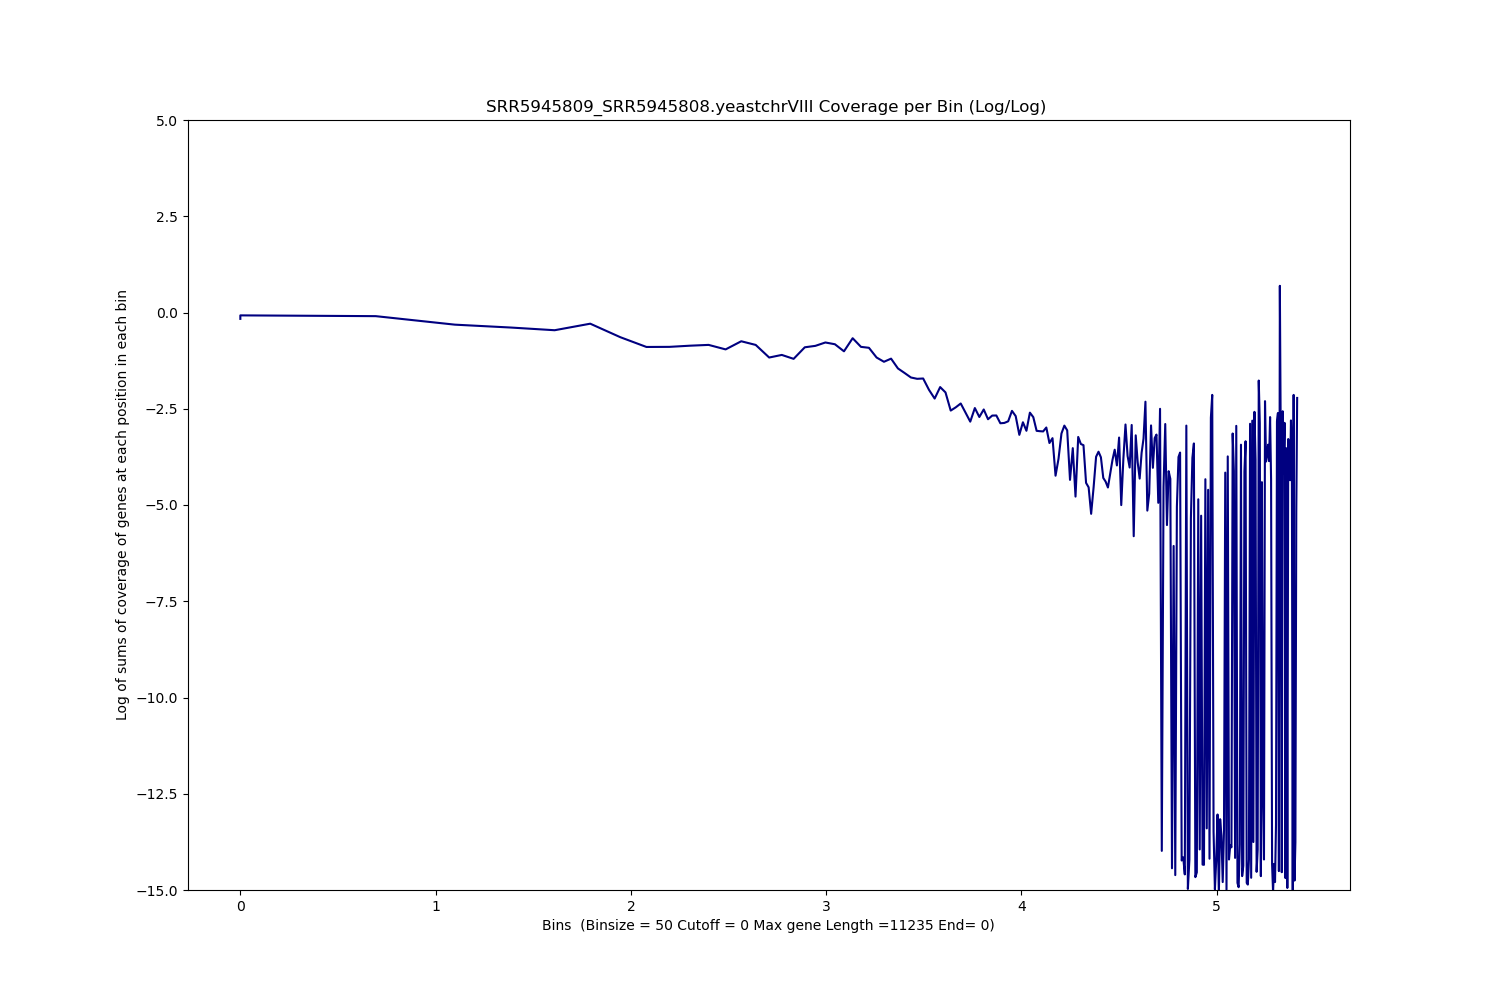 SRR5945809_SRR5945808.yeastchrVIII Coverage per Bin (Log/Log)
Log of sums of coverage of genes at each position in each bin
5.0
2.5
0.0
−2.5
−5.0
−7.5
−10.0
−12.5
−15.0
0 1 2 3 4 5
Bins  (Binsize = 50 Cutoff = 0 Max gene Length =11235 End= 0)